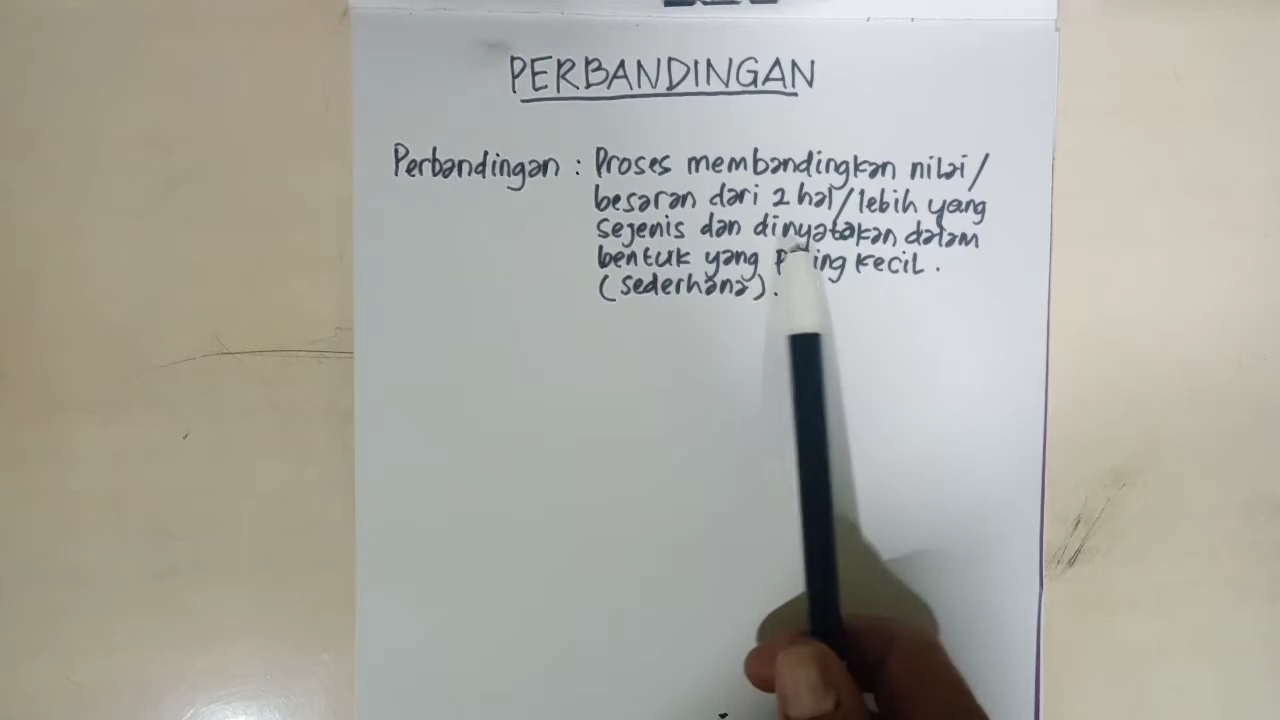 PERBANDINGAN
Perbandingan : Proses membandingkan nilai/
besaran dari 2 hal/lebih yang
sejenis dan dinyatakan dalam
bentuk yang kecil .
(sederhana).